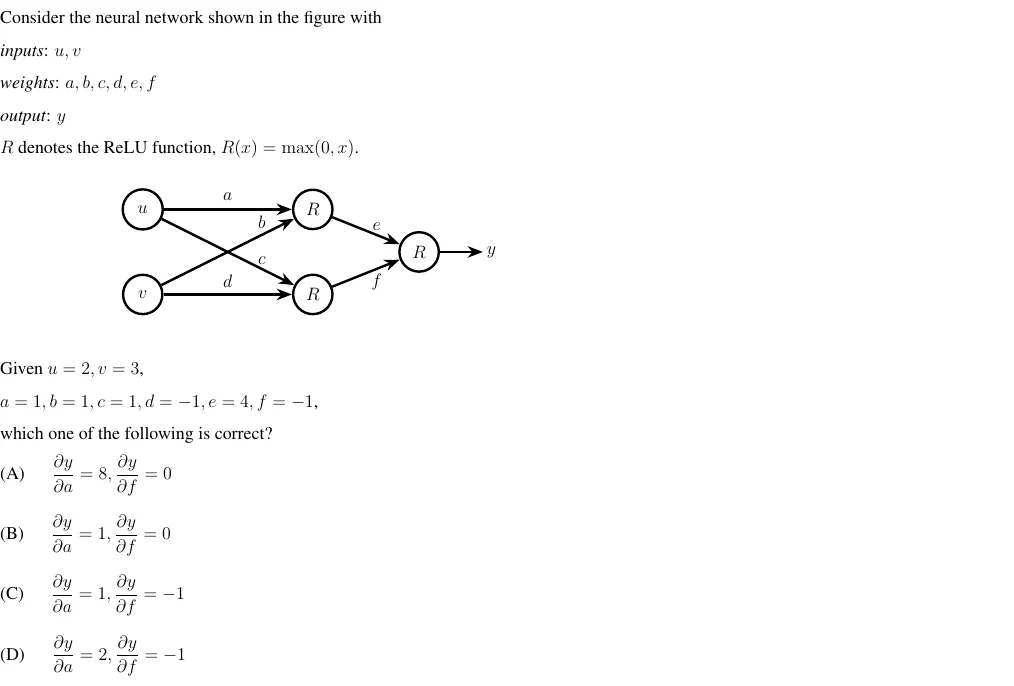 Consider the neural network shown in the figure with
inputs: u, v
weights: a, b, c, d, e, f
output: y
R denotes the ReLU function, R(x) = max(0, x).
u a R
b e
R y
c
v d R f
Given u = 2, v = 3,
a = 1, b = 1, c = 1, d = −1, e = 4, f = −1,
which one of the following is correct?
(A) ∂y/∂a = 8, ∂y/∂f = 0
(B) ∂y/∂a = 1, ∂y/∂f = 0
(C) ∂y/∂a = 1, ∂y/∂f = −1
(D) ∂y/∂a = 2, ∂y/∂f = −1